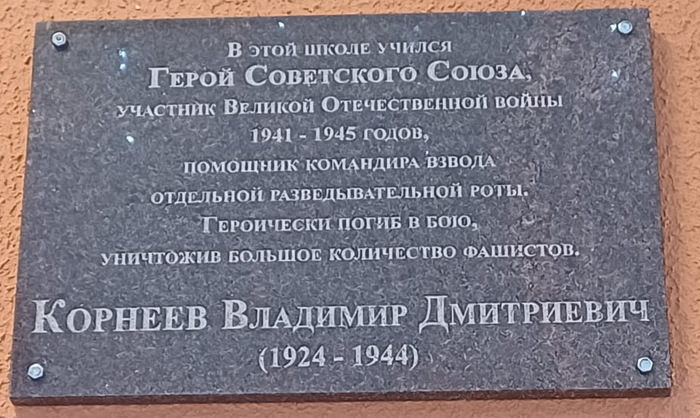 В этой школе учился
Герой Советского Союза,
участник Великой Отечественной войны
1941 - 1945 годов,
помощник командира взвода
отдельной разведывательной роты.
Героически погиб в бою,
уничтожив большое количество фашистов.
Корнеев Владимир Дмитриевич
(1924 - 1944)